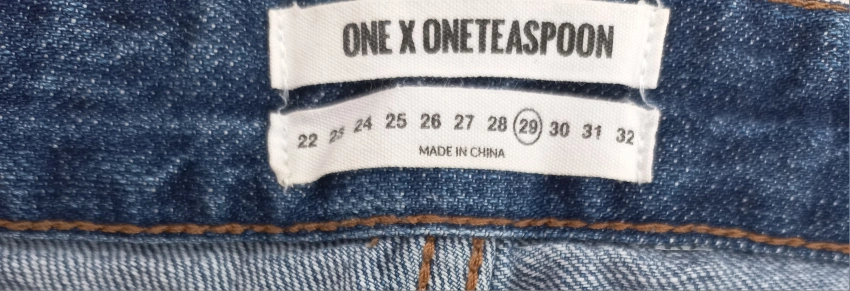 ONE X ONETEASPOON
22 23 24 25 26 27 28 29 30 31 32
MADE IN CHINA